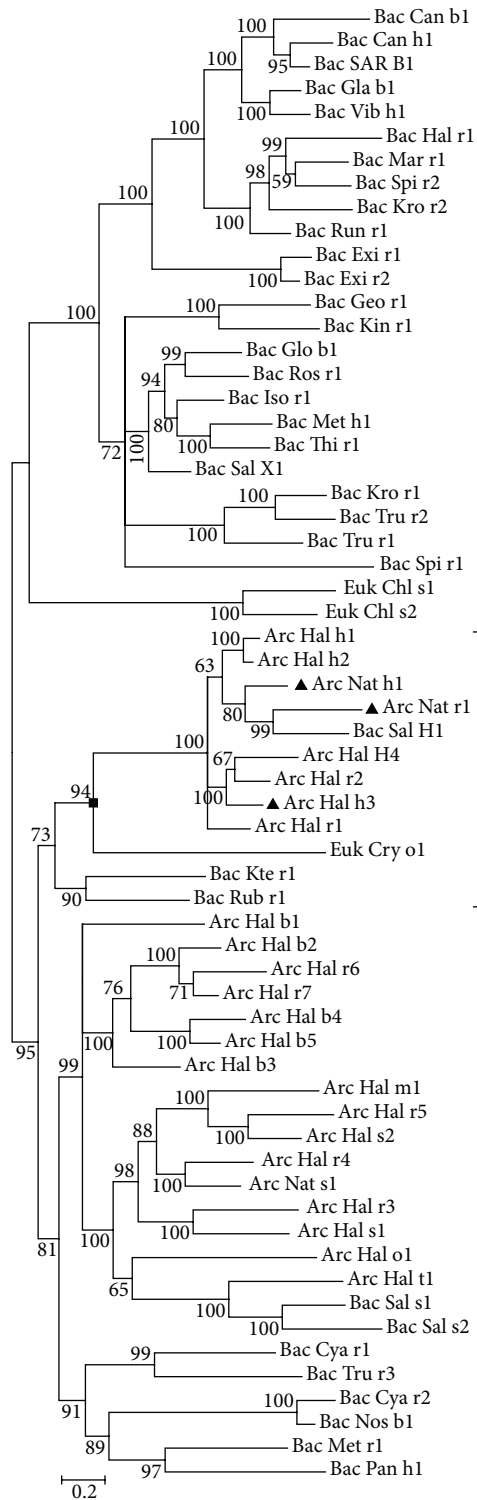 Bac Can b1
100
Bac Can h1
100
95
Bac SAR B1
Bac Gla b1
100
100
Bac Vib h1
Bac Hal r1
100
99
Bac Mar r1
98
59
Bac Spi r2
Bac Kro r2
100
100
Bac Run r1
Bac Exi r1
100
Bac Exi r2
100
100
Bac Geo r1
Bac Kin r1
99
Bac Glo b1
94
Bac Ros r1
Bac Iso r1
80
Bac Met h1
72
100
100
Bac Thi r1
Bac Sal X1
100
Bac Kro r1
Bac Tru r2
100
Bac Tru r1
Bac Spi r1
Euk Chl s1
100
Euk Chl s2
100
Arc Hal h1
Arc Hal h2
63
Arc Nat h1
80
Arc Nat r1
99
Bac Sal H1
100
67
Arc Hal H4
Arc Hal r2
94
100
Arc Hal h3
Arc Hal r1
73
Euk Cry o1
Bac Kte r1
90
Bac Rub r1
Arc Hal b1
100
Arc Hal b2
Arc Hal r6
76
71
Arc Hal r7
Arc Hal b4
100
100
Arc Hal b5
95
99
Arc Hal b3
100
Arc Hal m1
88
Arc Hal r5
100
Arc Hal s2
98
Arc Hal r4
100
Arc Nat s1
Arc Hal r3
100
100
Arc Hal s1
81
Arc Hal o1
65
Arc Hal t1
100
Bac Sal s1
100
Bac Sal s2
99
Bac Cya r1
Bac Tru r3
91
100
Bac Cya r2
Bac Nos b1
89
Bac Met r1
97
Bac Pan h1
0.2